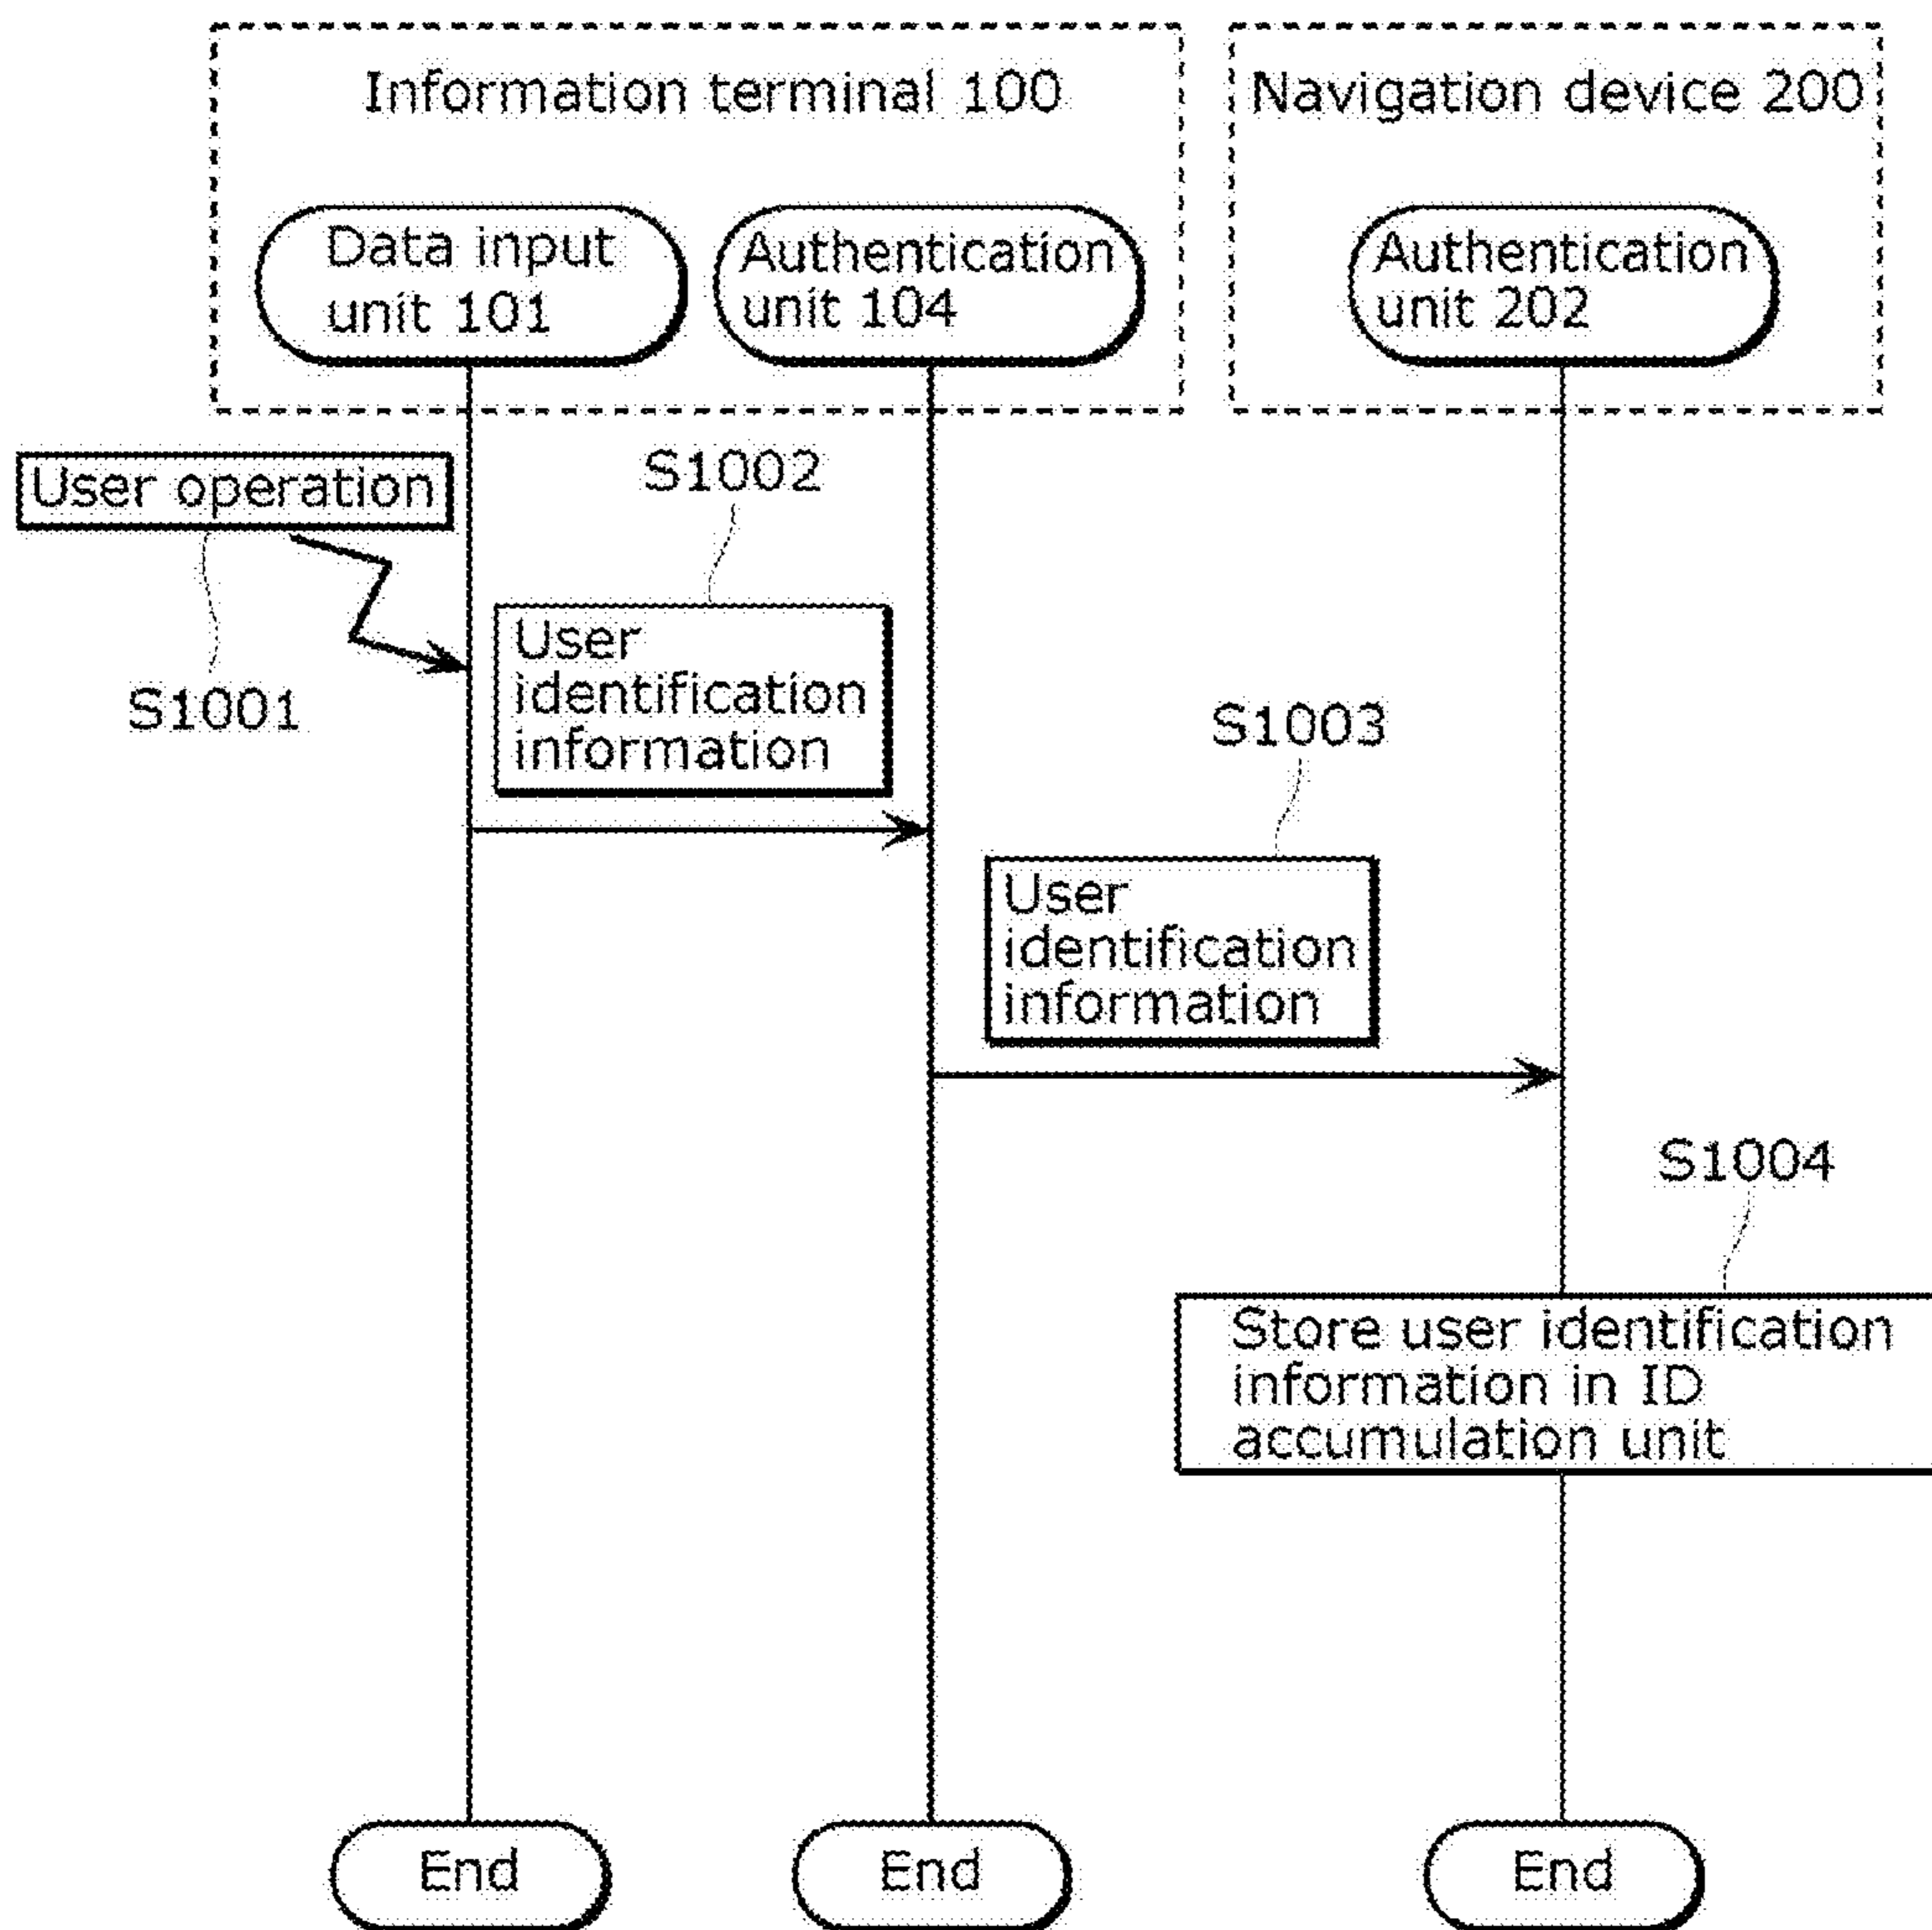 Information terminal 100
Navigation device 200
Data input
unit 101
Authentication
unit 104
Authentication
unit 202
User operation
S1002
User
identification
information
S1001
S1003
User
identification
information
S1004
Store user identification
information in ID
accumulation unit
End
End
End